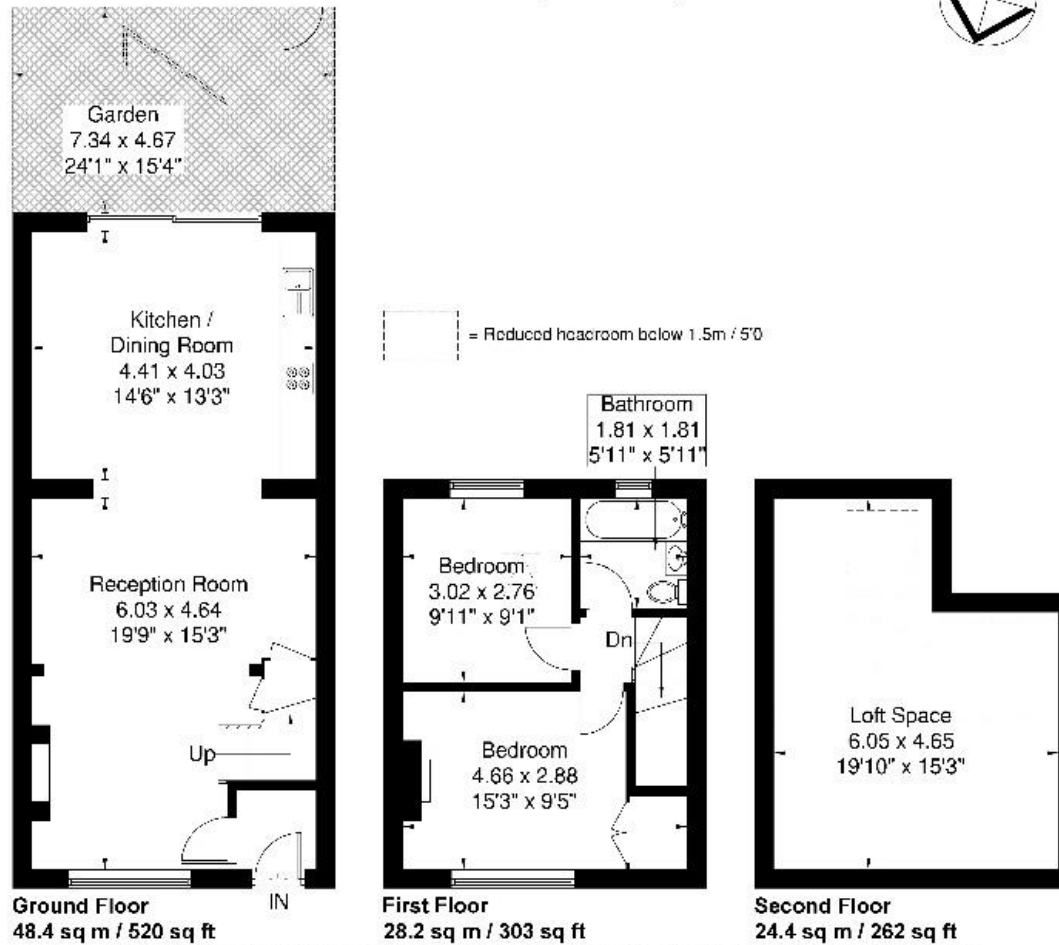 Garden
7.34 x 4.67
24'1" x 15'4"
Kitchen /
Dining Room
4.41 x 4.03
14'6" x 13'3"
= Reduced headroom below 1.5m / 5'0
Bathroom
1.81 x 1.81
5'11" x 5'11"
Reception Room
6.03 x 4.64
19'9" x 15'3"
Bedroom
3.02 x 2.76
9'11" x 9'1"
Dn
Up
Bedroom
4.66 x 2.88
15'3" x 9'5"
Loft Space
6.05 x 4.65
19'10" x 15'3"
IN
Ground Floor
48.4 sq m / 520 sq ft
First Floor
28.2 sq m / 303 sq ft
Second Floor
24.4 sq m / 262 sq ft